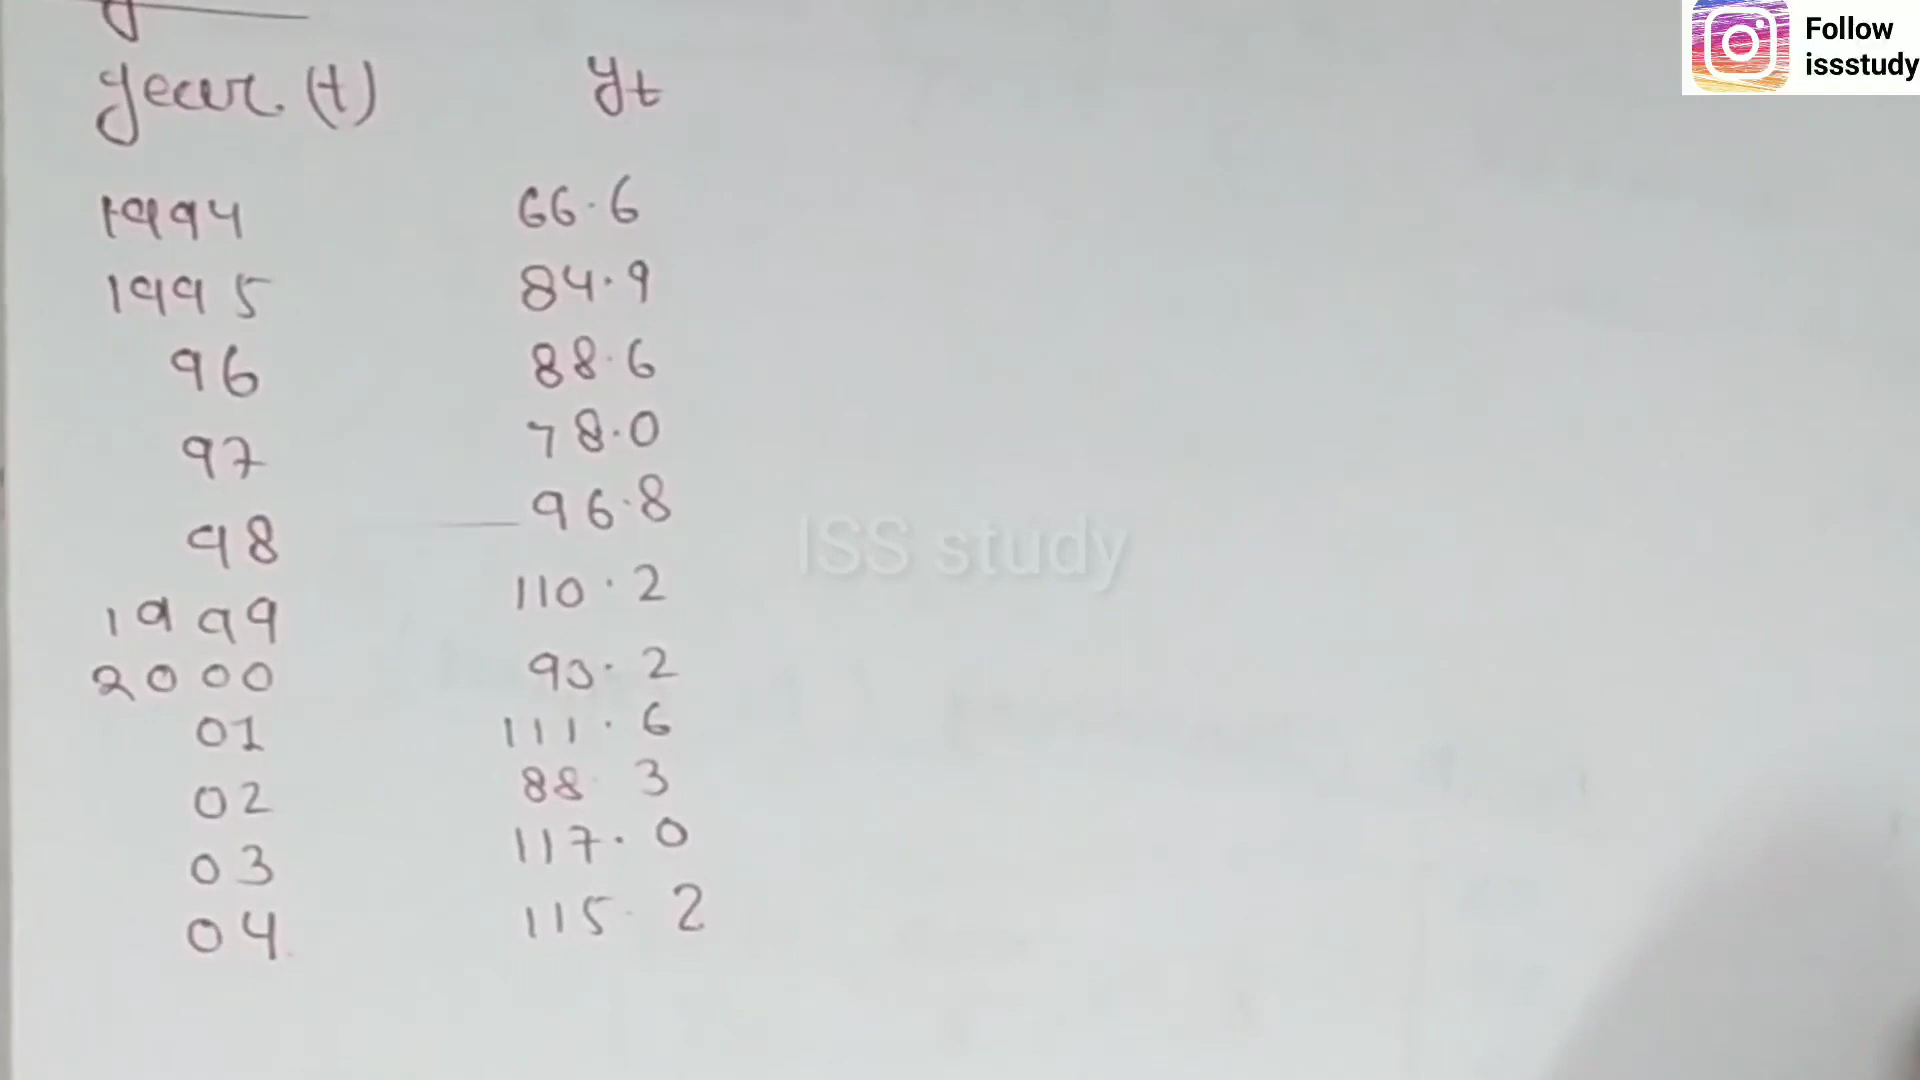 Follow
issstudy
year. (t) yt
1994 66.6
1995 84.9
96 88.6
97 78.0
98 96.8
1999 110.2
2000 93.2
01 111.6
02 88.3
03 117.0
04 115.2
ISS study